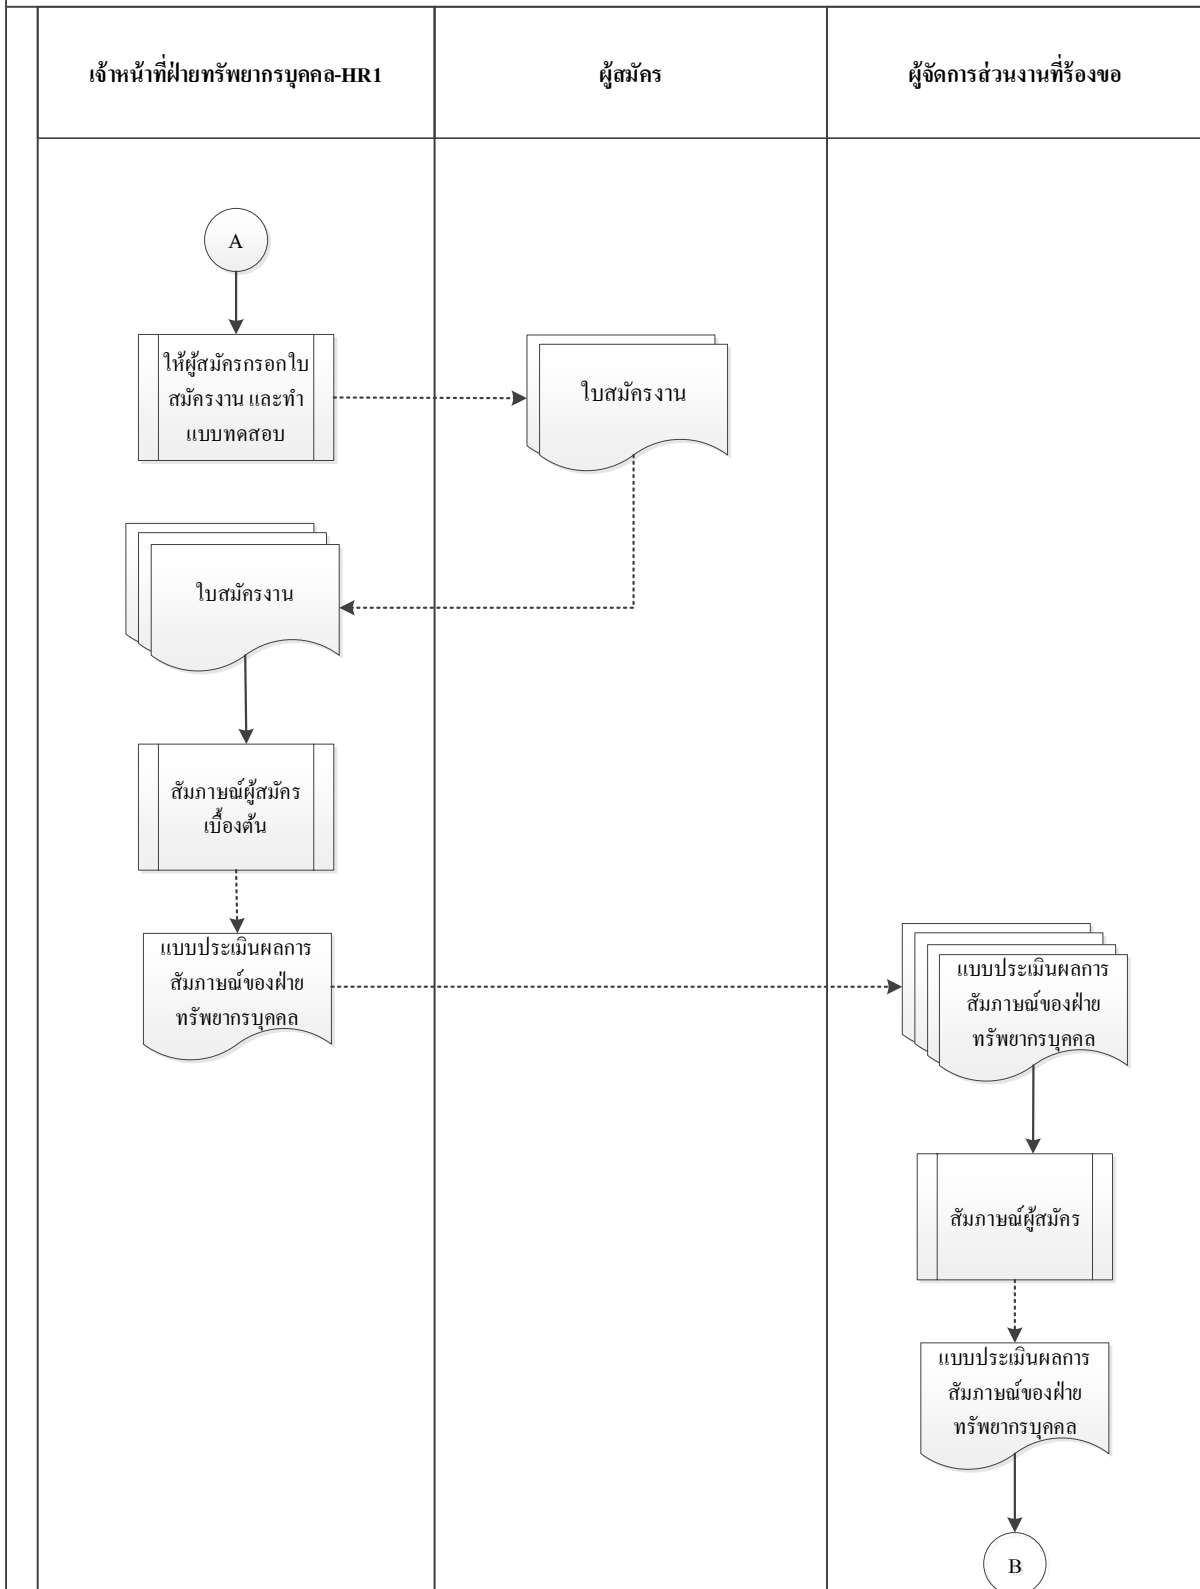 เจ้าหน้าที่ฝ่ายทรัพยากรบุคคล-HR1
ผู้สมัคร
ผู้จัดการส่วนงานที่ร้องขอ
A
ให้ผู้สมัครกรอกใบ
สมัครงาน และทำ
แบบทดสอบ
ใบสมัครงาน
ใบสมัครงาน
สัมภาษณ์ผู้สมัคร
เบื้องต้น
แบบประเมินผลการ
สัมภาษณ์ของฝ่าย
ทรัพยากรบุคคล
แบบประเมินผลการ
สัมภาษณ์ของฝ่าย
ทรัพยากรบุคคล
สัมภาษณ์ผู้สมัคร
แบบประเมินผลการ
สัมภาษณ์ของฝ่าย
ทรัพยากรบุคคล
B